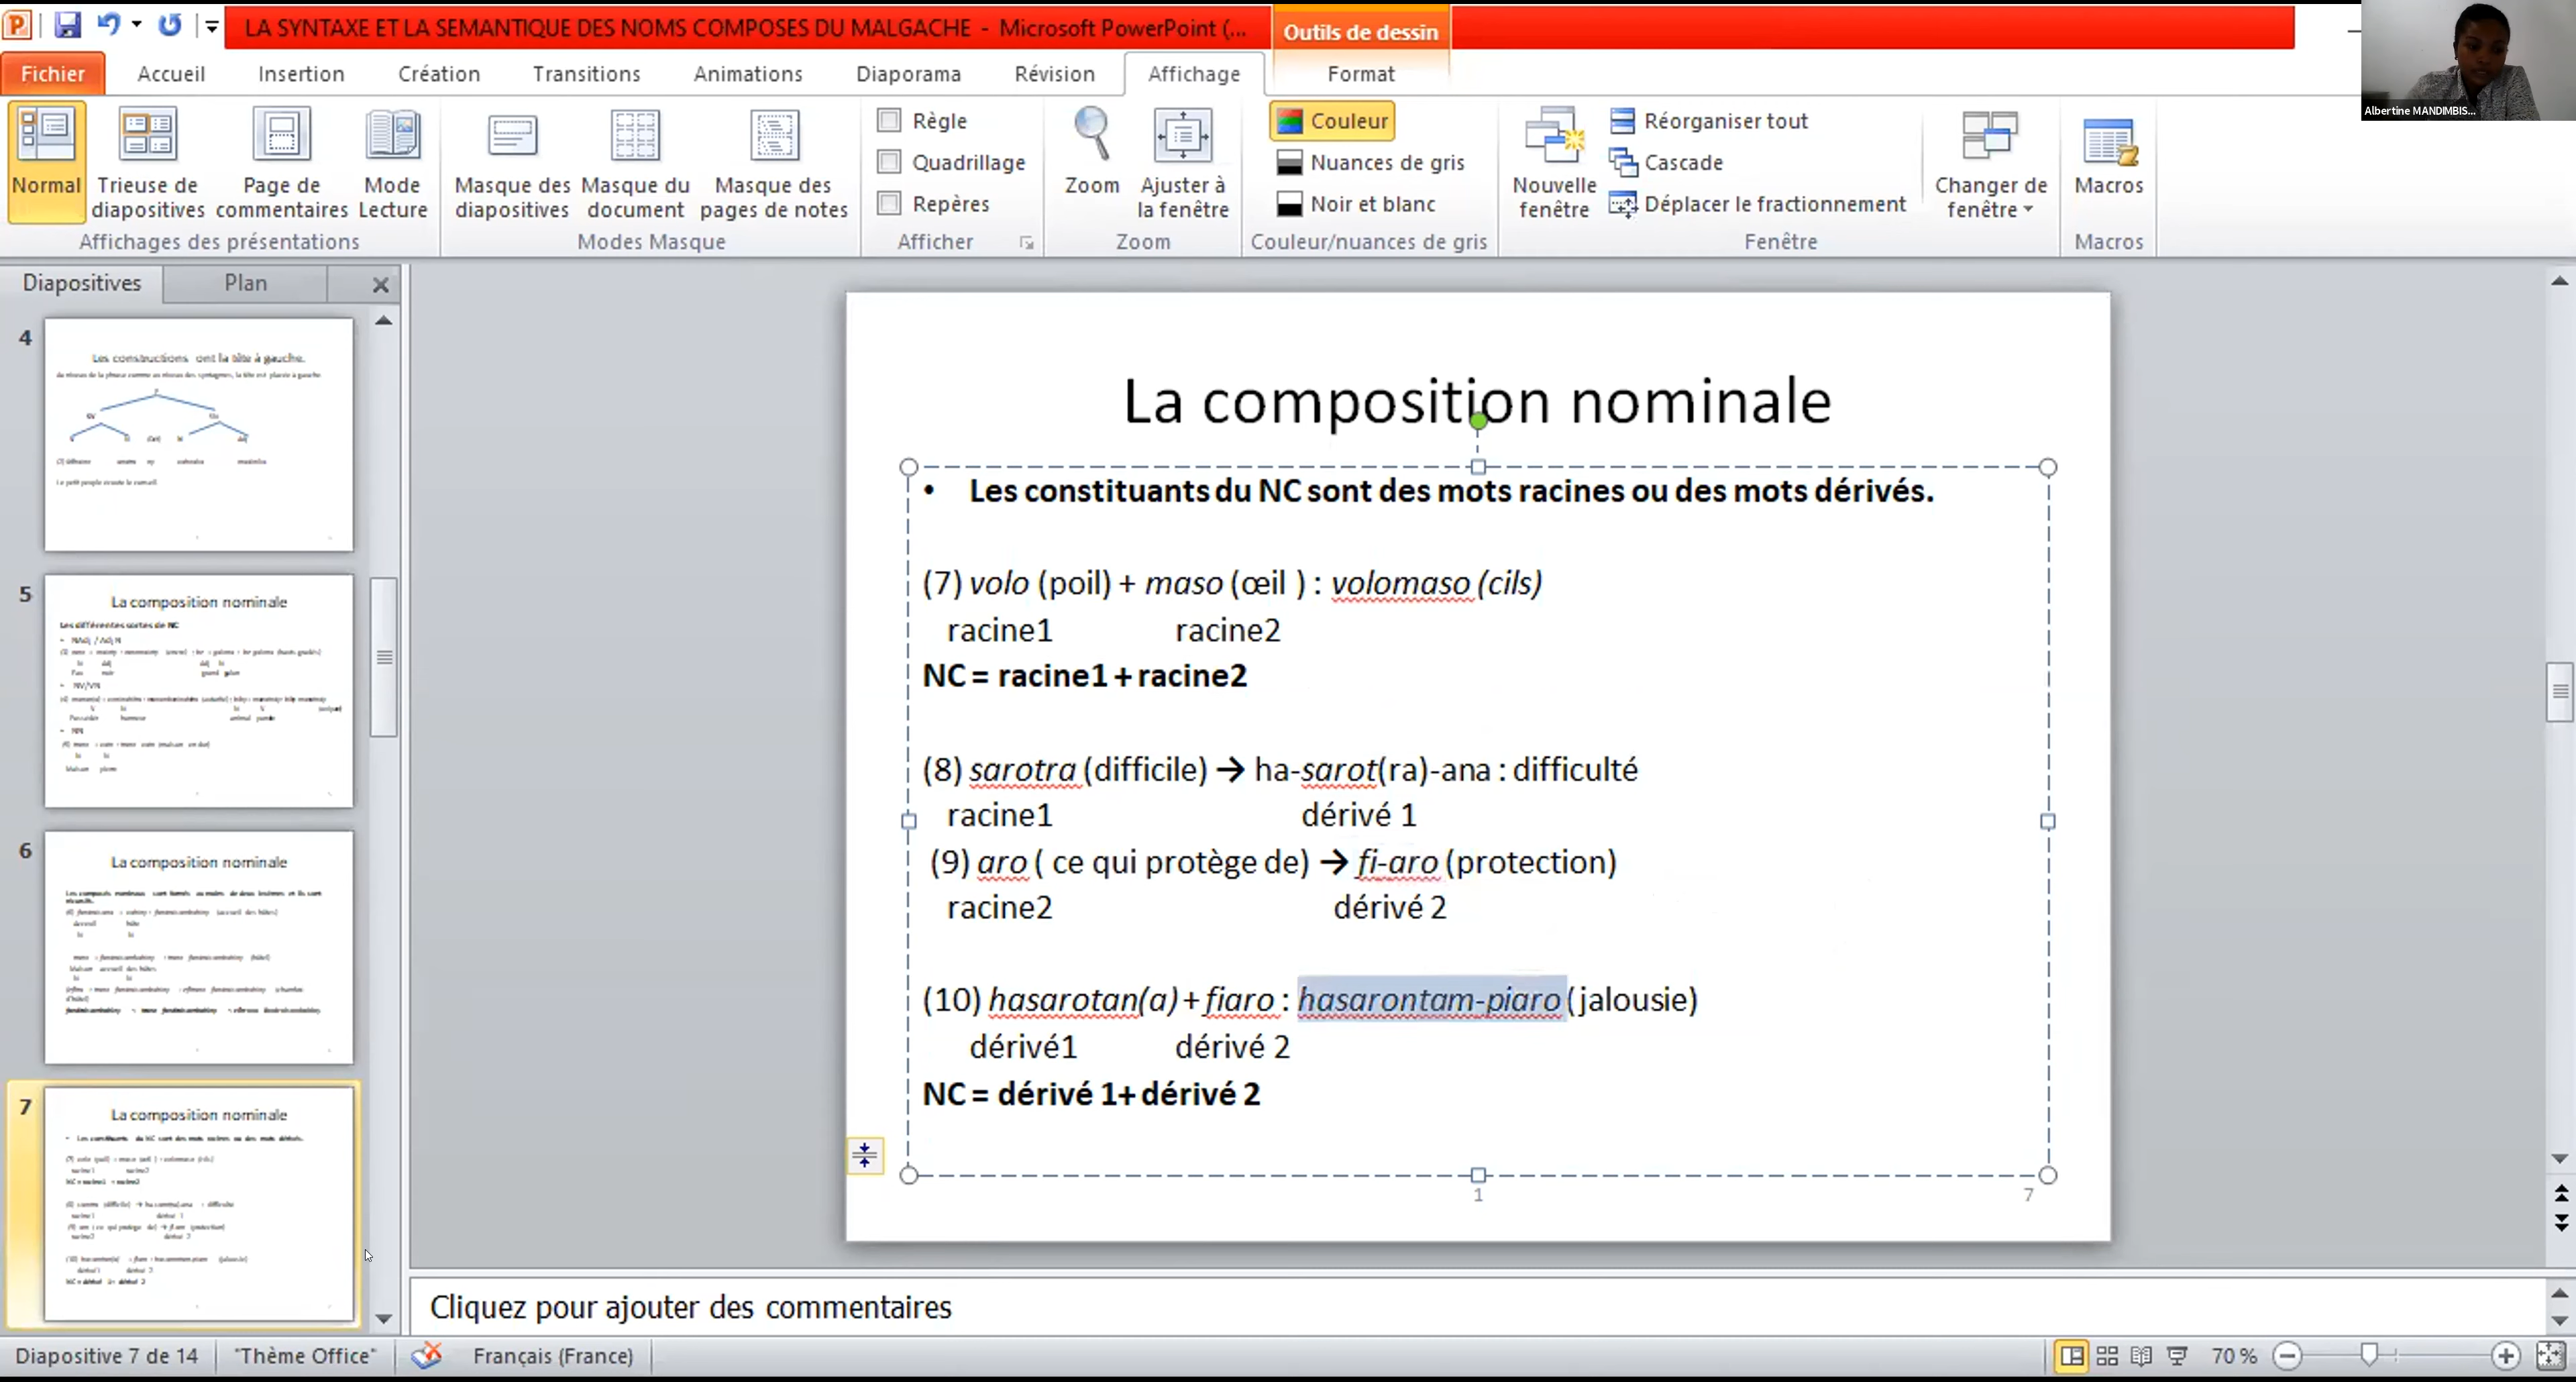 LA SYNTAXE ET LA SEMANTIQUE DES NOMS COMPOSES DU MALGACHE - Microsoft PowerPoint (...
Outils de dessin
Albertine MANDIMBIS...
Fichier Accueil Insertion Création Transitions Animations Diaporama Révision Affichage Format
Normal
Trieuse de diapositives
Page de commentaires
Mode Lecture
Affichages des présentations
Masque des diapositives
Masque du document
Masque des pages de notes
Modes Masque
Règle
Quadrillage
Repères
Afficher
Zoom
Ajuster à la fenêtre
Zoom
Couleur
Nuances de gris
Noir et blanc
Couleur/nuances de gris
Nouvelle fenêtre
Réorganiser tout
Cascade
Déplacer le fractionnement
Changer de fenêtre
Fenêtre
Macros
Macros
Diapositives Plan
4
Les constructions ont la tête à gauche.
5
La composition nominale
Les différentes sortes de NC
6
La composition nominale
7
La composition nominale
La composition nominale
• Les constituants du NC sont des mots racines ou des mots dérivés.
(7) volo (poil) + maso (œil ) : volomaso (cils)
racine1 racine2
NC = racine1 + racine2
(8) sarotra (difficile) → ha-sarot(ra)-ana : difficulté
racine1 dérivé 1
(9) aro ( ce qui protège de) → fi-aro (protection)
racine2 dérivé 2
(10) hasarotan(a) + fiaro : hasarontam-piaro (jalousie)
dérivé1 dérivé 2
NC = dérivé 1+ dérivé 2
1 7
Cliquez pour ajouter des commentaires
Diapositive 7 de 14 "Thème Office" Français (France) 70 %